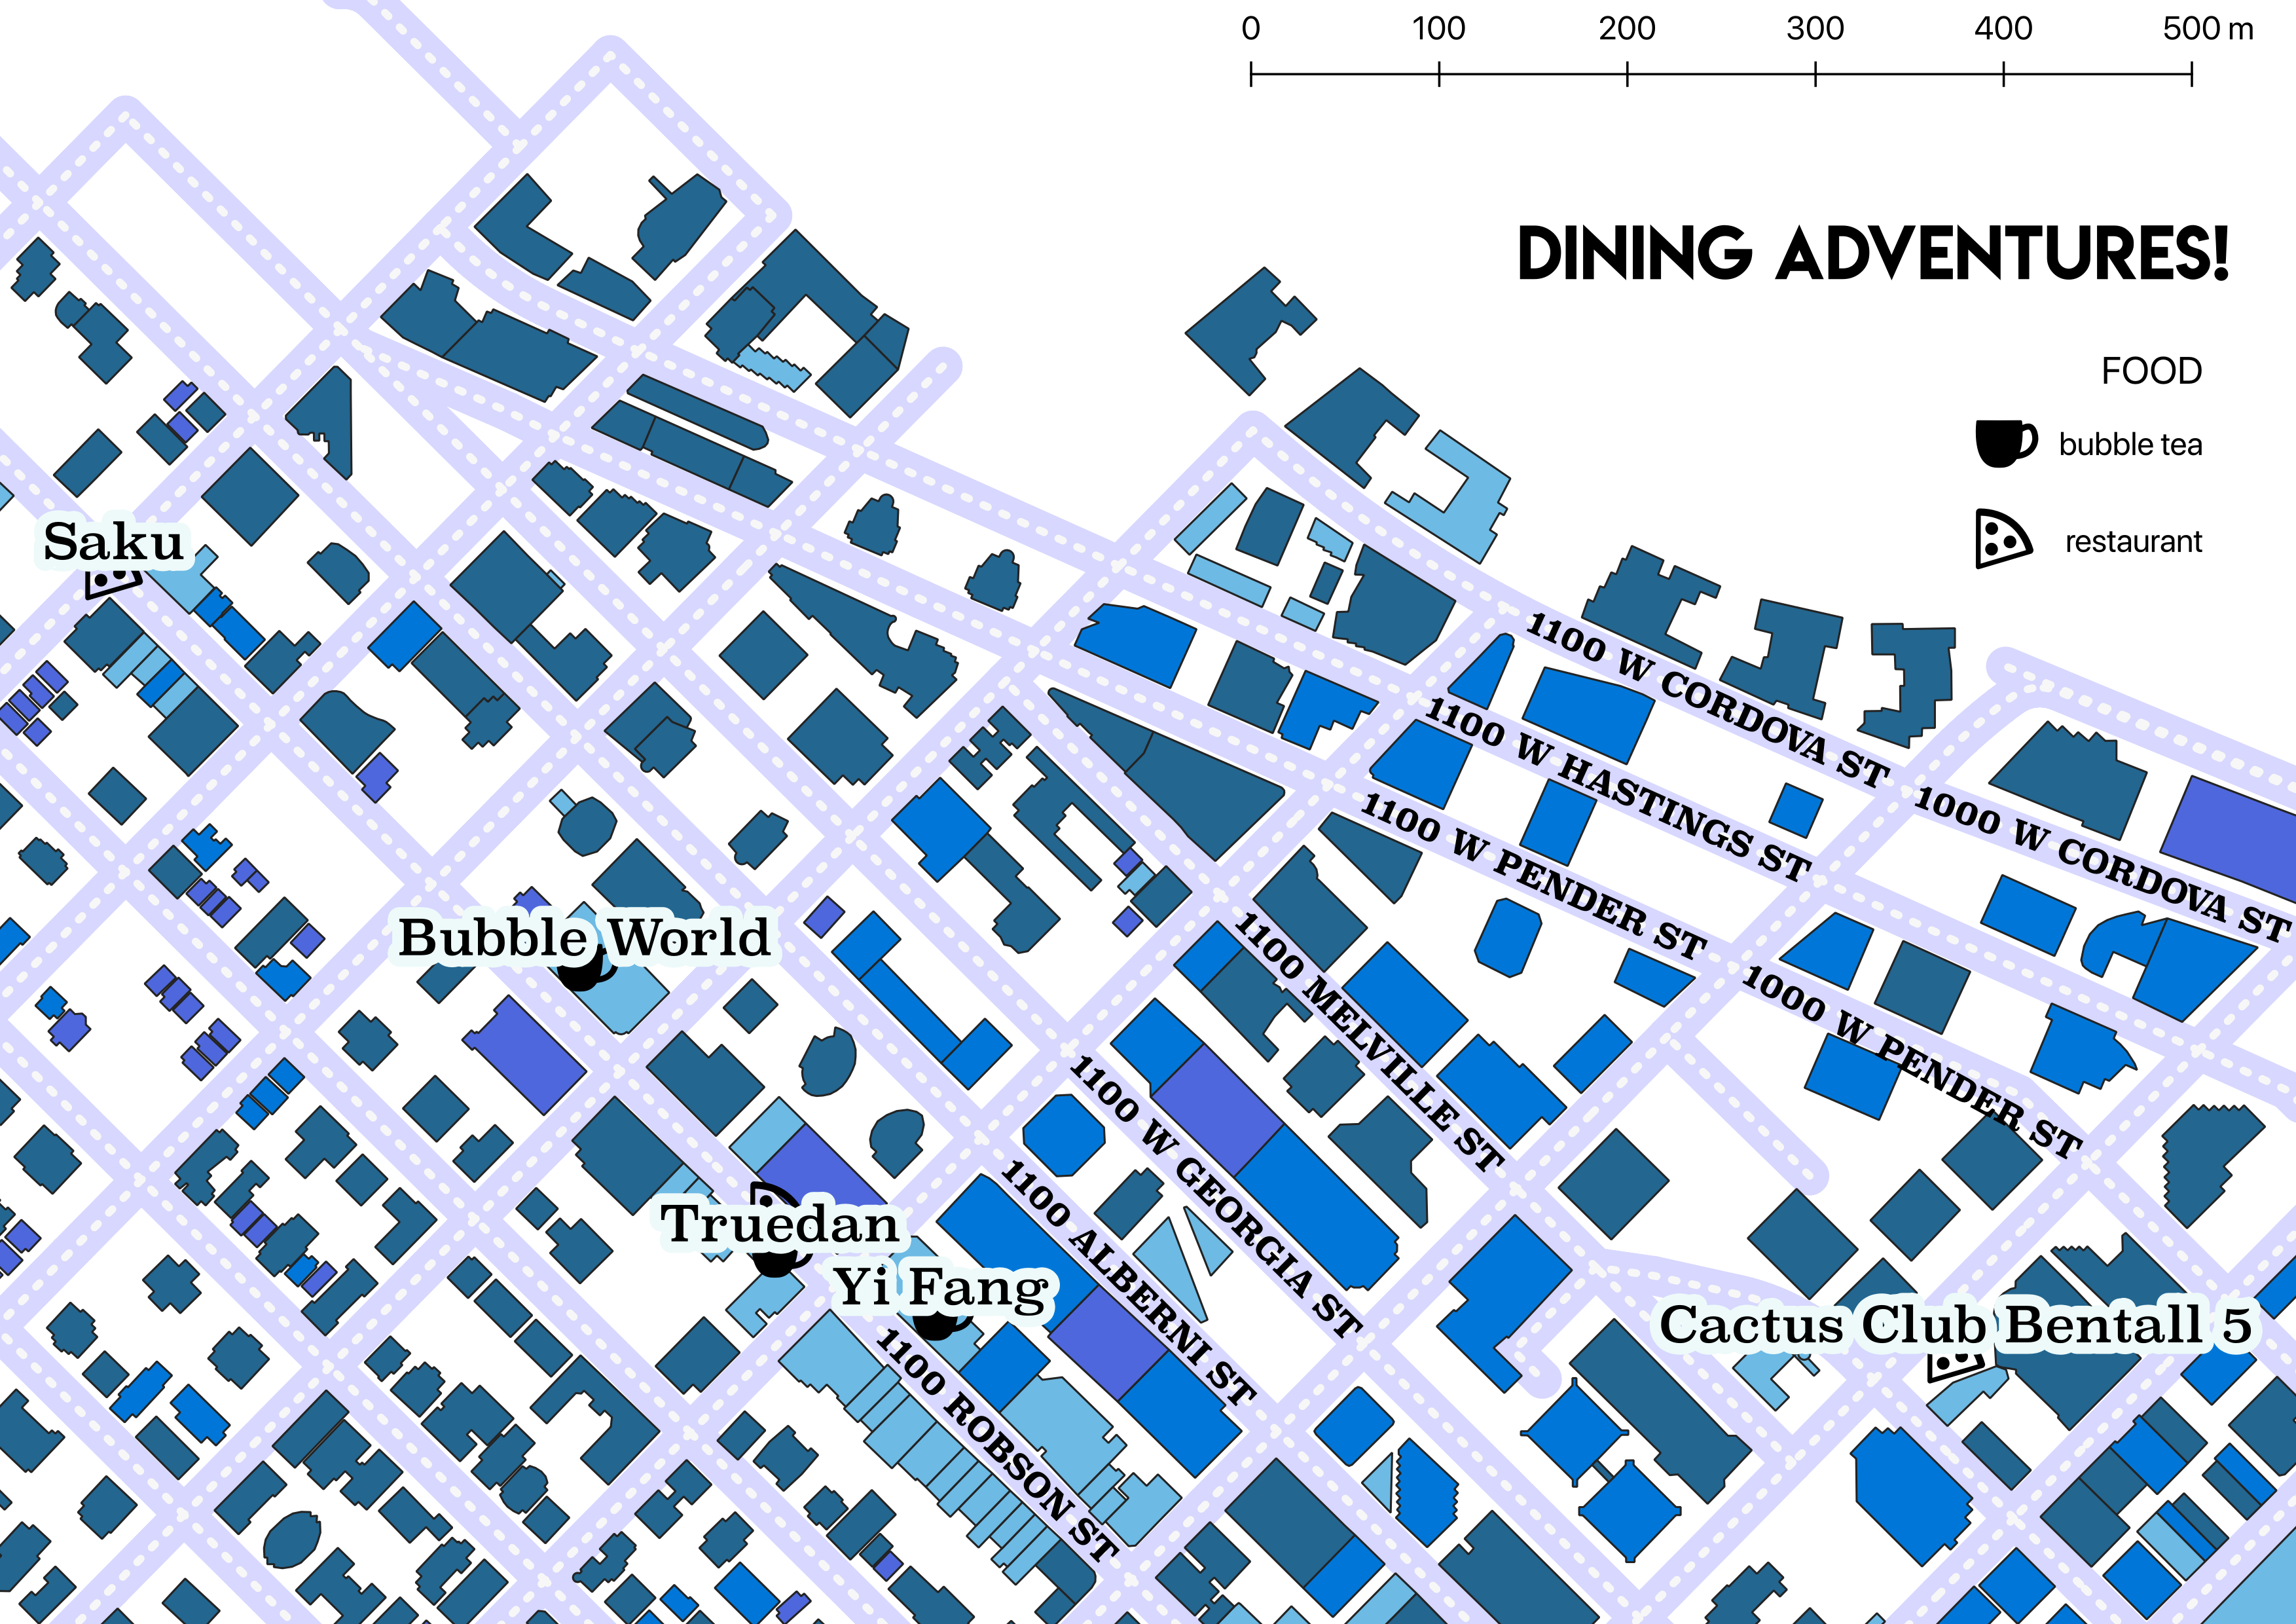 0 100 200 300 400 500 m
DINING ADVENTURES!
FOOD
bubble tea
restaurant
Saku
1100 W CORDOVA ST
1100 W HASTINGS ST
1000 W CORDOVA ST
1100 W PENDER ST
Bubble World
1100 MELVILLE ST
1000 W PENDER ST
1100 W GEORGIA ST
1100 ALBERNI ST
Truedan
Yi Fang
Cactus Club Bentall 5
1100 ROBSON ST